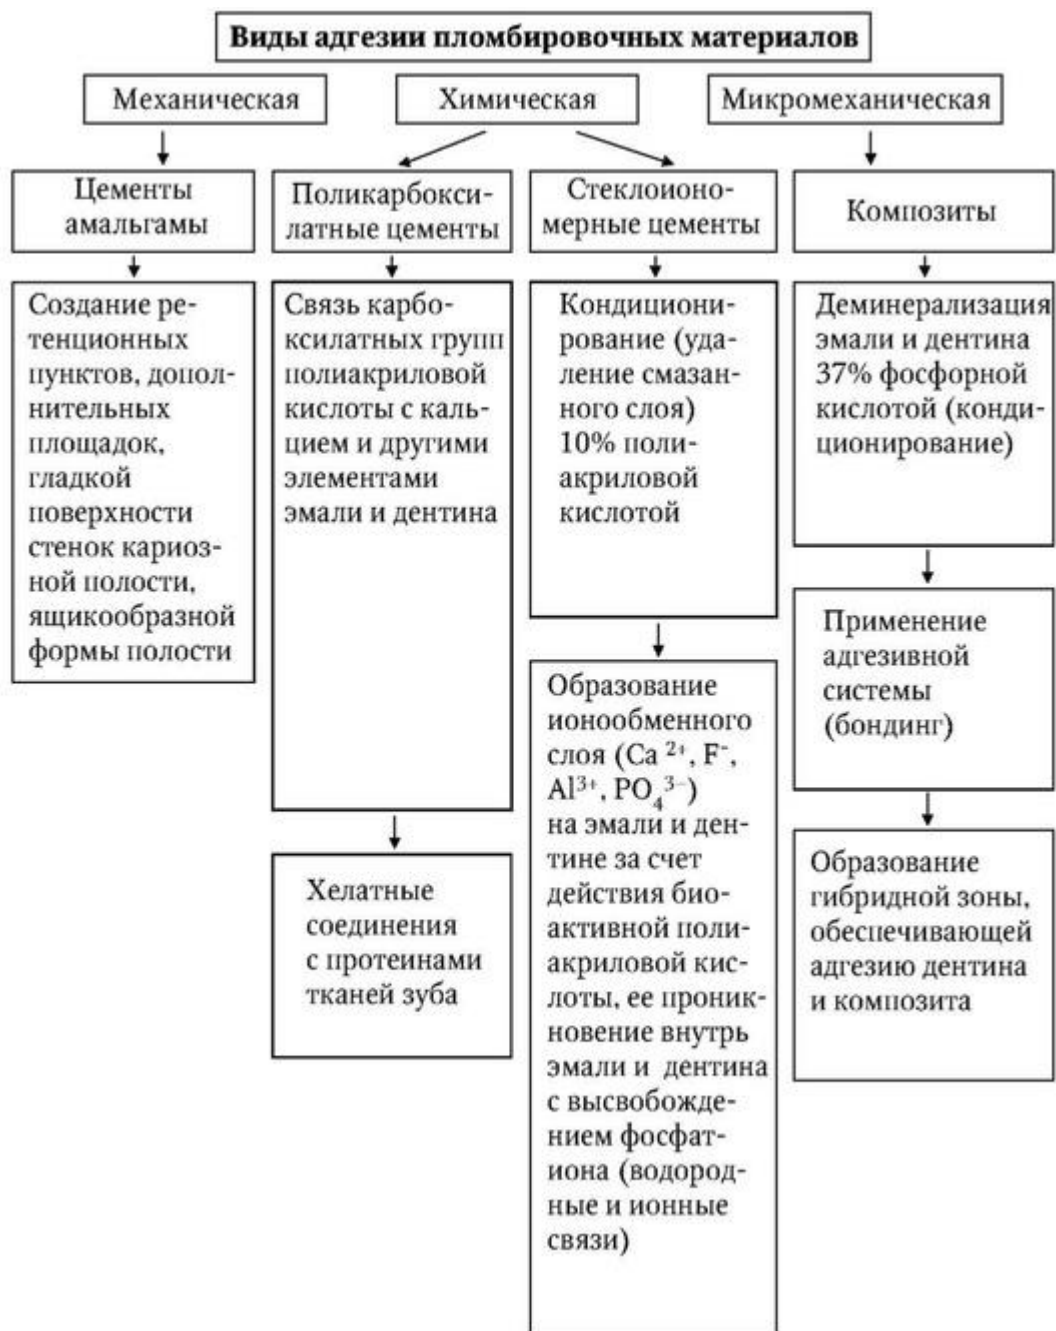 Виды адгезии пломбировочных материалов
Механическая
Химическая
Микромеханическая
Цементы
амальгамы
Поликарбокси-
латные цементы
Стеклоионо-
мерные цементы
Композиты
Создание ре-
тенционных
пунктов, допол-
нительных
площадок,
гладкой
поверхности
стенок кариоз-
ной полости,
ящикообразной
формы полости
Связь карбо-
ксилатных групп
полиакриловой
кислоты с каль-
цием и другими
элементами
эмали и дентина
Хелатные
соединения
с протеинами
тканей зуба
Кондициони-
рование (уда-
ление смазан-
ного слоя)
10% поли-
акриловой
кислотой
Образование
ионообменного
слоя (Ca ²⁺, F⁻,
Al³⁺, PO₄³⁻)
на эмали и ден-
тине за счет
действия био-
активной поли-
акриловой кис-
лоты, ее проник-
новение внутрь
эмали и дентина
с высвобожде-
нием фосфат-
иона (водород-
ные и ионные
связи)
Деминерализация
эмали и дентина
37% фосфорной
кислотой (конди-
ционирование)
Применение
адгезивной
системы
(бондинг)
Образование
гибридной зоны,
обеспечивающей
адгезию дентина
и композита